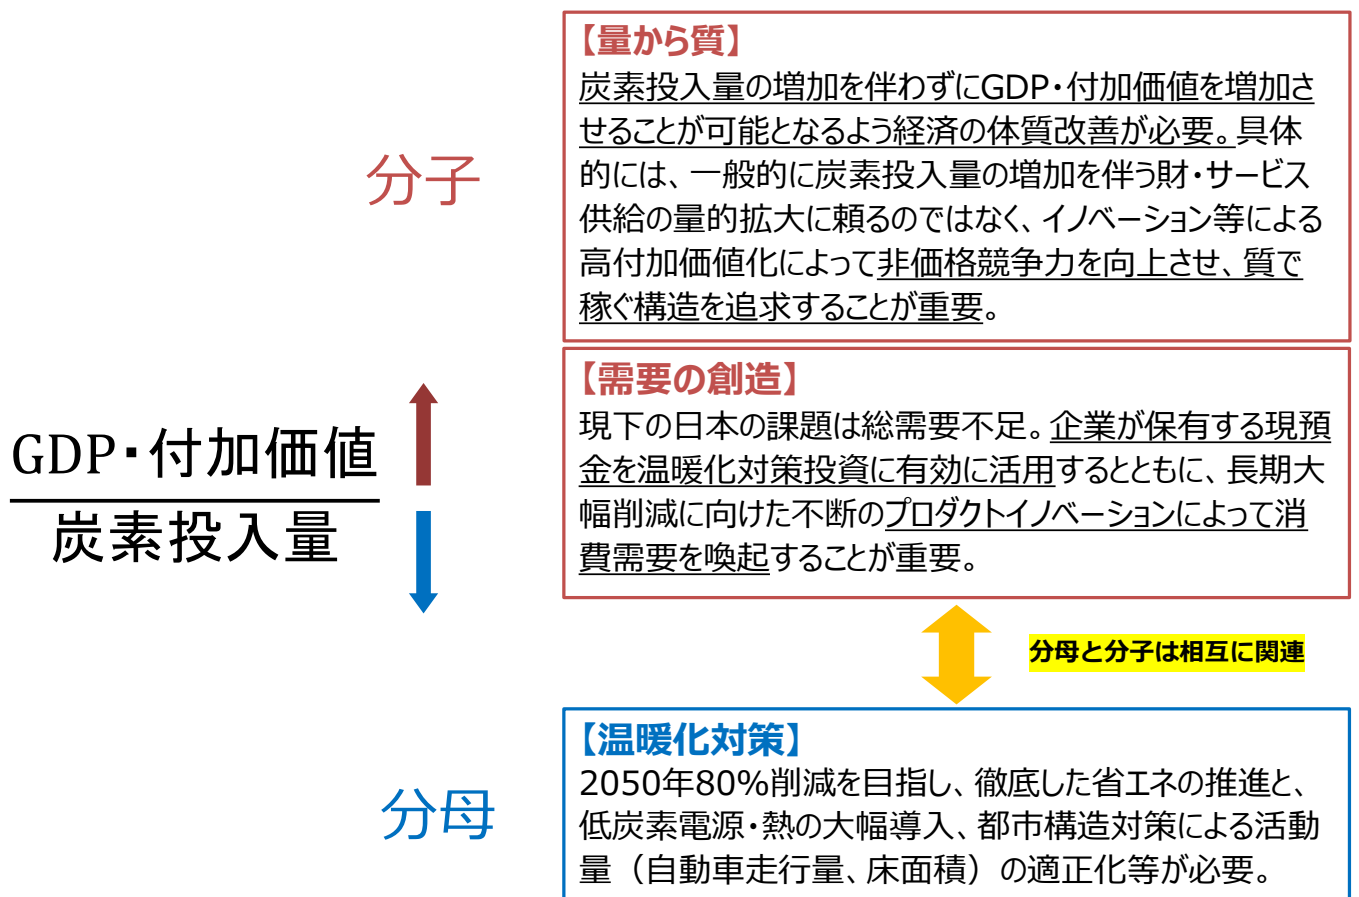 【量から質】
炭素投入量の増加を伴わずにGDP・付加価値を増加さ
せることが可能となるよう経済の体質改善が必要。具体
的には、一般的に炭素投入量の増加を伴う財・サービス
供給の量的拡大に頼るのではなく、イノベーション等による
高付加価値化によって非価格競争力を向上させ、質で
稼ぐ構造を追求することが重要。
分子
【需要の創造】
現下の日本の課題は総需要不足。企業が保有する現預
金を温暖化対策投資に有効に活用するとともに、長期大
幅削減に向けた不断のプロダクトイノベーションによって消
費需要を喚起することが重要。
GDP・付加価値
炭素投入量
分母と分子は相互に関連
分母
【温暖化対策】
2050年80%削減を目指し、徹底した省エネの推進と、
低炭素電源・熱の大幅導入、都市構造対策による活動
量（自動車走行量、床面積）の適正化等が必要。